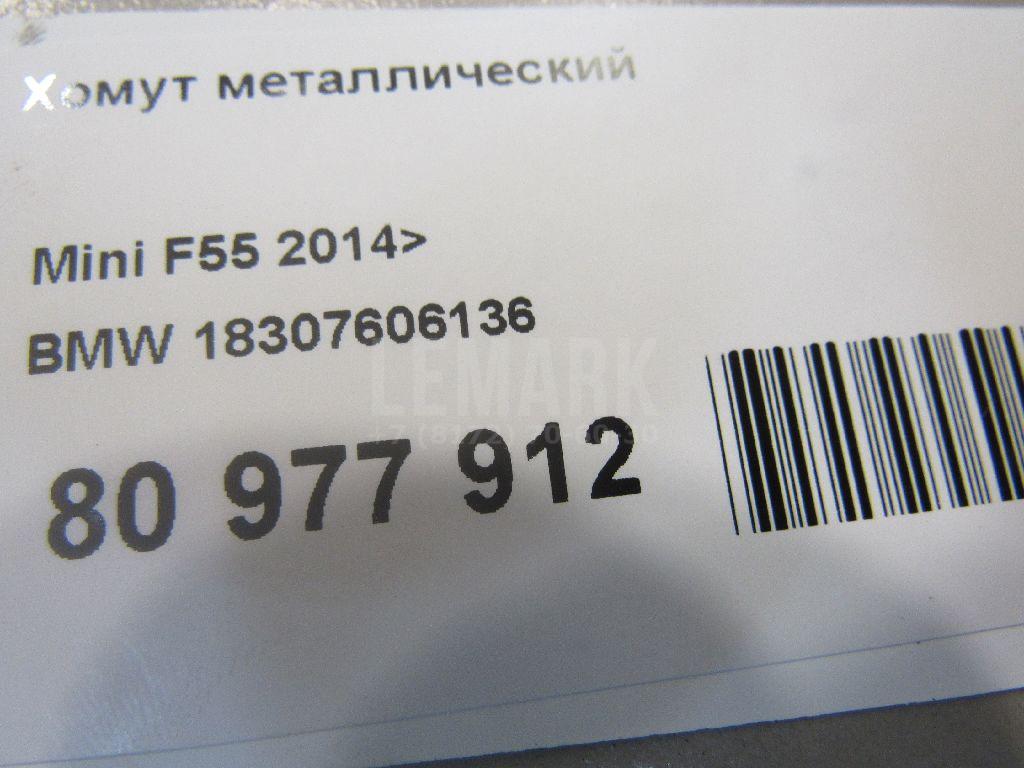 Хомут металлический
Mini F55 2014>
BMW 18307606136
LEMARK
80 977 912